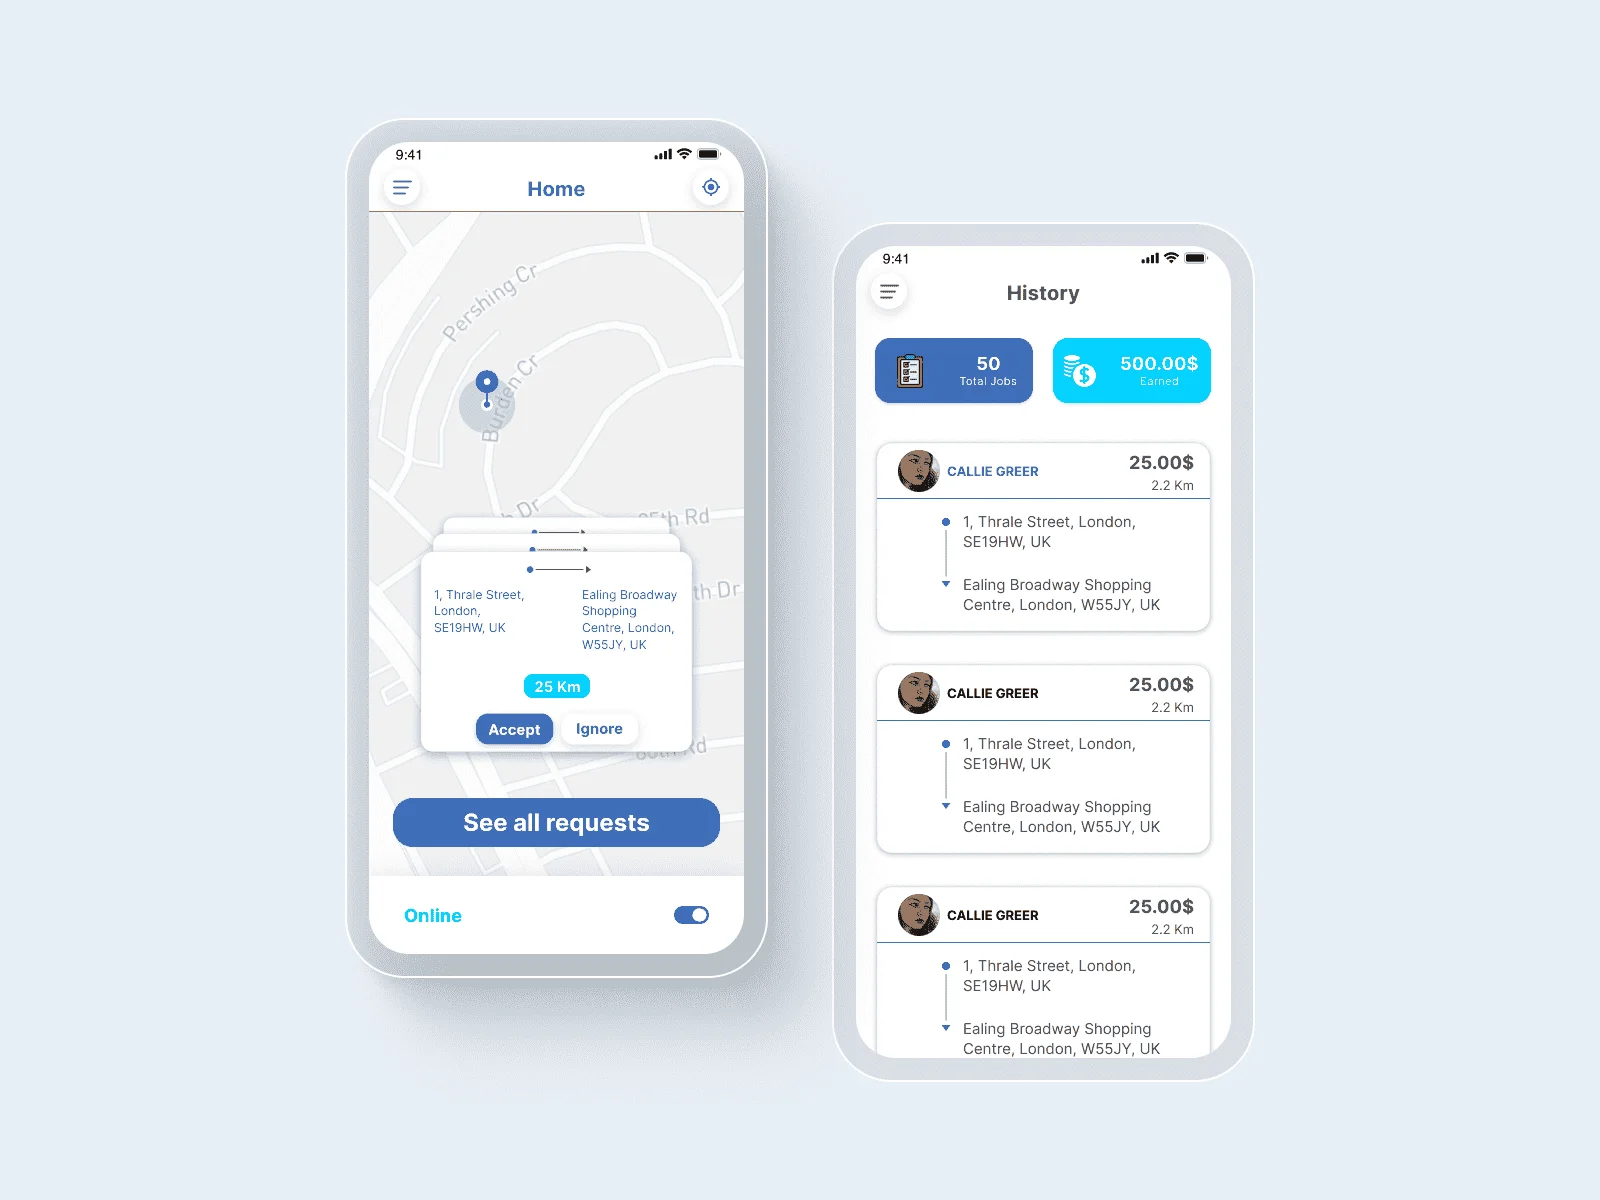 9:41
Home
Pershing Cr
Burden Cr
Dr
th Rd
th Dr
Rd
1, Thrale Street,
London,
SE19HW, UK
Ealing Broadway
Shopping
Centre, London,
W55JY, UK
25 Km
Accept
Ignore
See all requests
Online
9:41
History
50
Total Jobs
500.00$
Earned
CALLIE GREER
25.00$
2.2 Km
1, Thrale Street, London,
SE19HW, UK
Ealing Broadway Shopping
Centre, London, W55JY, UK
CALLIE GREER
25.00$
2.2 Km
1, Thrale Street, London,
SE19HW, UK
Ealing Broadway Shopping
Centre, London, W55JY, UK
CALLIE GREER
25.00$
2.2 Km
1, Thrale Street, London,
SE19HW, UK
Ealing Broadway Shopping
Centre, London, W55JY, UK